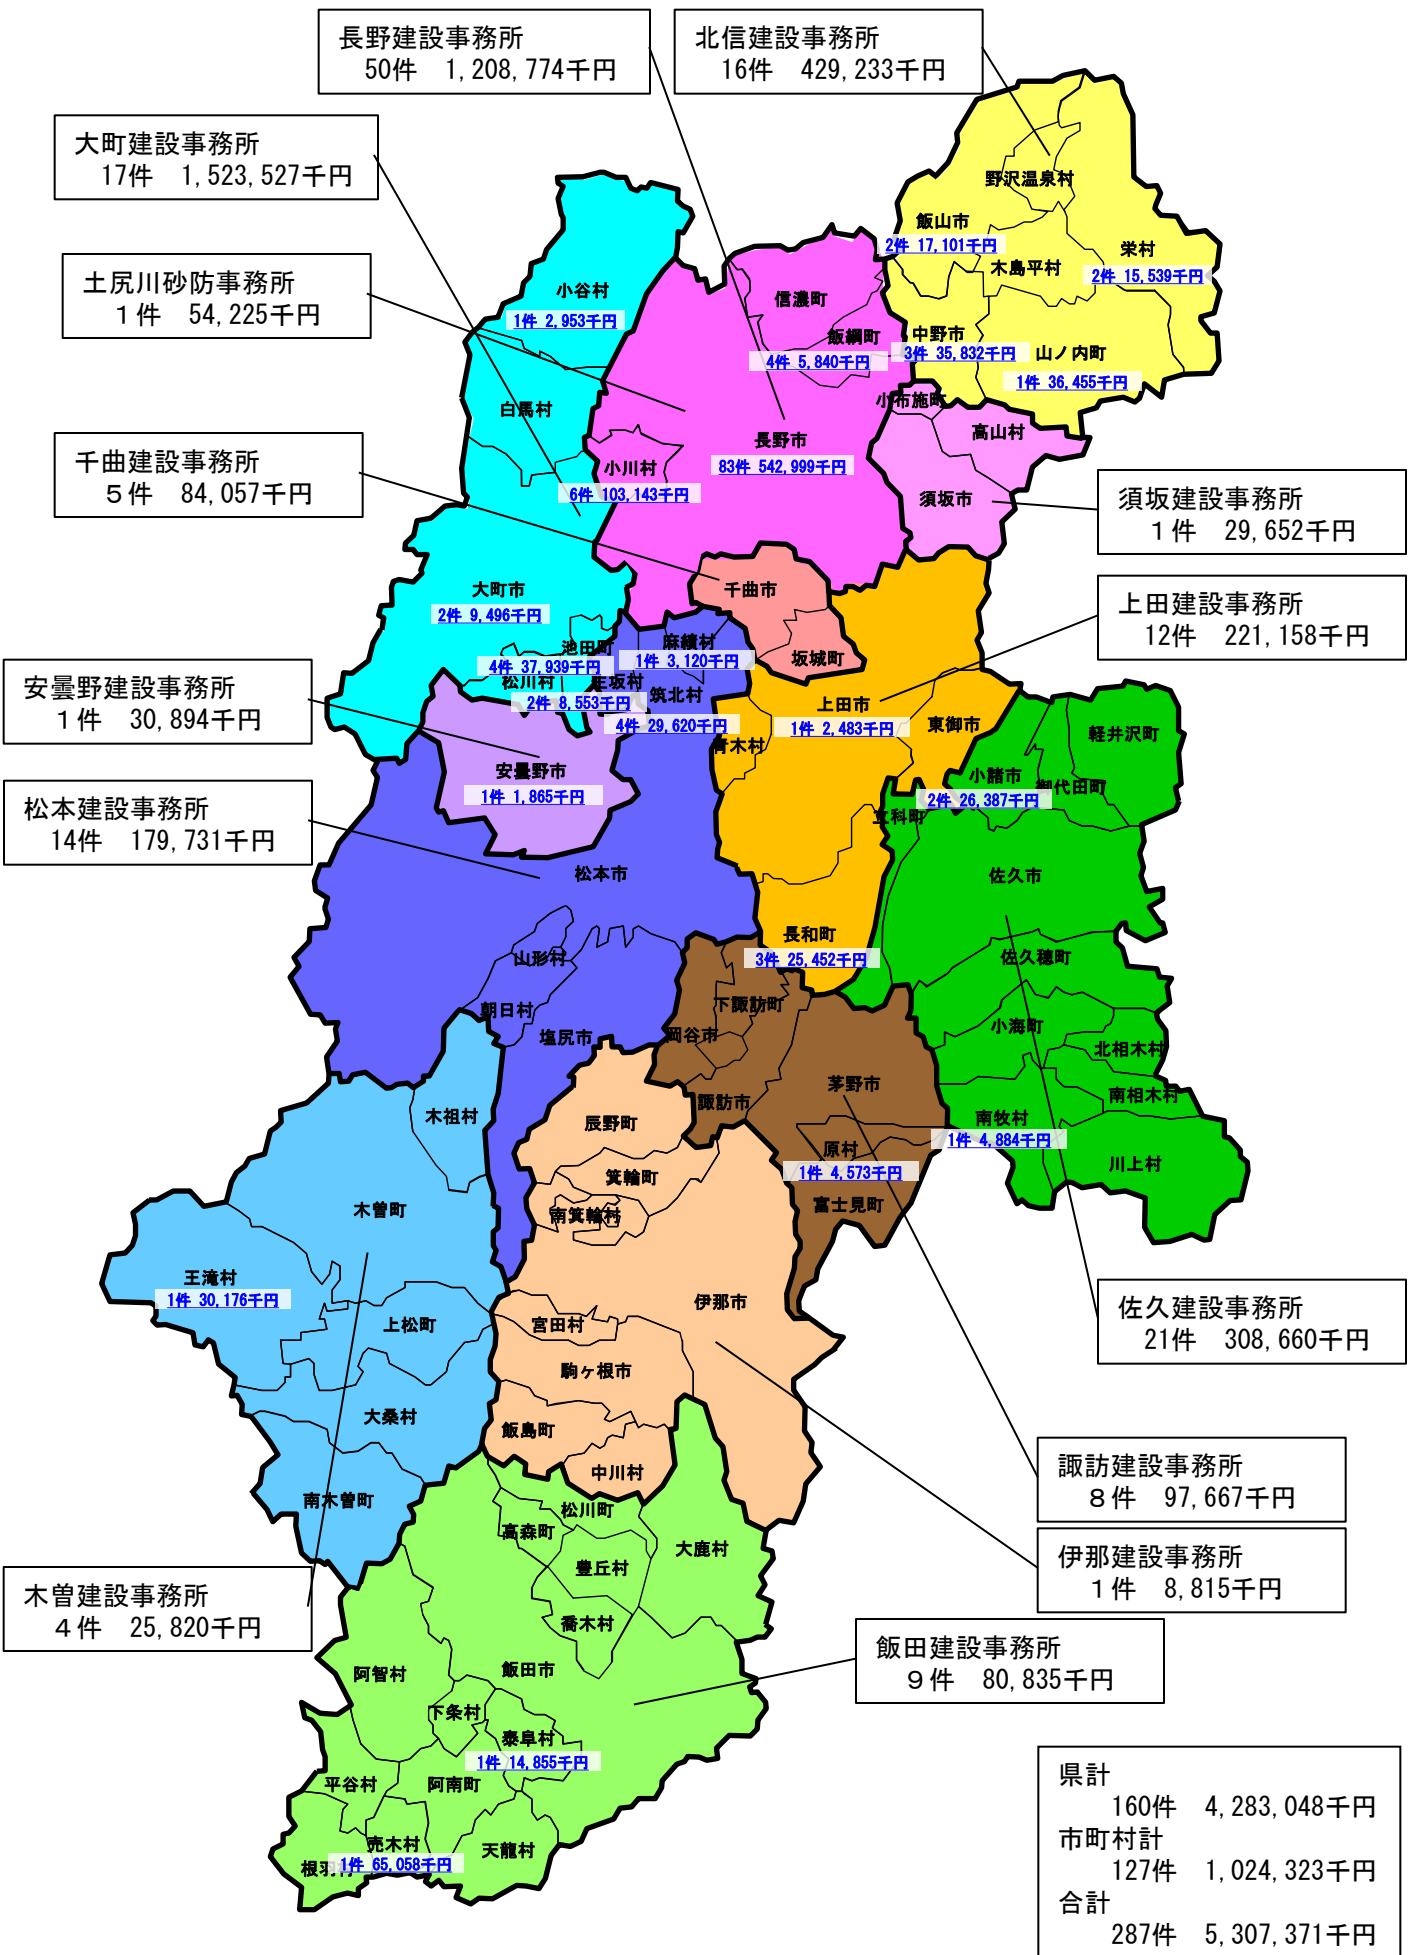 長野建設事務所
50件　1,208,774千円
北信建設事務所
16件　429,233千円
大町建設事務所
17件　1,523,527千円
土尻川砂防事務所
１件　54,225千円
千曲建設事務所
５件　84,057千円
須坂建設事務所
１件　29,652千円
上田建設事務所
12件　221,158千円
安曇野建設事務所
１件　30,894千円
松本建設事務所
14件　179,731千円
佐久建設事務所
21件　308,660千円
諏訪建設事務所
８件　97,667千円
伊那建設事務所
１件　8,815千円
木曽建設事務所
４件　25,820千円
飯田建設事務所
９件　80,835千円
野沢温泉村
飯山市
2件 17,101千円
木島平村
栄村
2件 15,539千円
中野市
3件 35,832千円
山ノ内町
1件 36,455千円
小谷村
1件 2,953千円
白馬村
信濃町
飯綱町
4件 5,840千円
長野市
83件 542,999千円
小川村
6件 103,143千円
小布施町
高山村
須坂市
大町市
2件 9,496千円
池田町
4件 37,939千円
松川村
生坂村
2件 8,553千円
麻績村
1件 3,120千円
筑北村
4件 29,620千円
千曲市
坂城町
上田市
1件 2,483千円
青木村
東御市
長和町
3件 25,452千円
安曇野市
1件 1,865千円
松本市
山形村
朝日村
塩尻市
軽井沢町
小諸市
2件 26,387千円
御代田町
立科町
佐久市
佐久穂町
小海町
北相木村
南相木村
南牧村
1件 4,884千円
川上村
下諏訪町
岡谷市
諏訪市
茅野市
原村
1件 4,573千円
富士見町
木祖村
木曽町
王滝村
1件 30,176千円
上松町
大桑村
南木曽町
辰野町
箕輪町
南箕輪村
伊那市
宮田村
駒ヶ根市
飯島町
中川村
松川町
高森町
豊丘村
大鹿村
喬木村
飯田市
阿智村
下条村
泰阜村
1件 14,855千円
平谷村
阿南町
売木村
1件 65,058千円
根羽村
天龍村
県計
160件　4,283,048千円
市町村計
127件　1,024,323千円
合計
287件　5,307,371千円